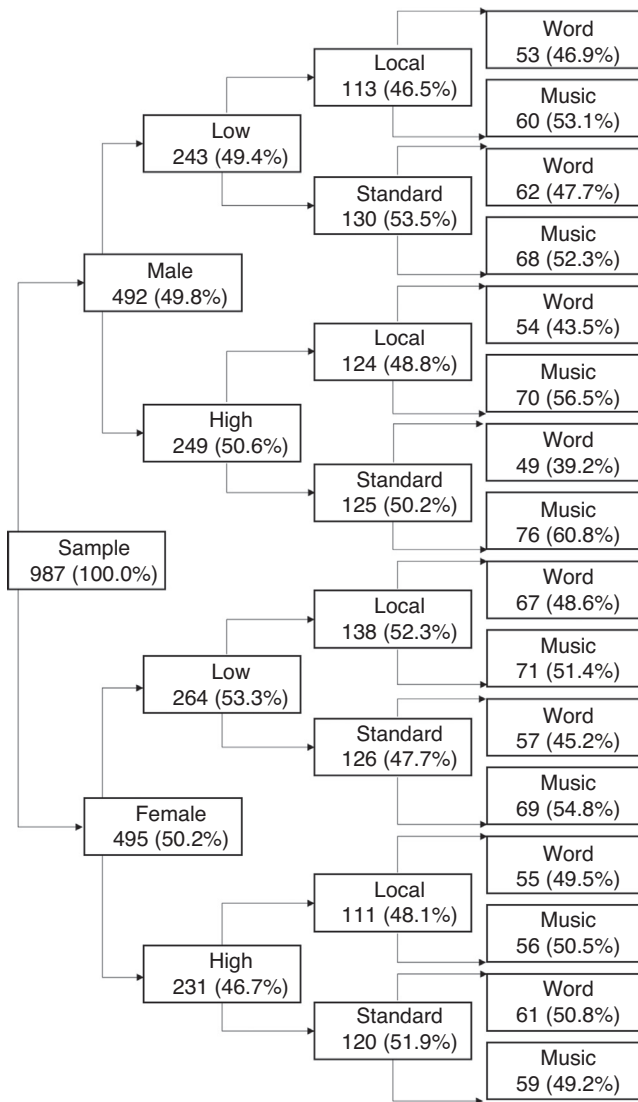 Word
53 (46.9%)
Local
113 (46.5%)
Music
60 (53.1%)
Low
243 (49.4%)
Word
62 (47.7%)
Standard
130 (53.5%)
Music
68 (52.3%)
Male
492 (49.8%)
Word
54 (43.5%)
Local
124 (48.8%)
Music
70 (56.5%)
High
249 (50.6%)
Word
49 (39.2%)
Standard
125 (50.2%)
Music
76 (60.8%)
Sample
987 (100.0%)
Word
67 (48.6%)
Local
138 (52.3%)
Music
71 (51.4%)
Low
264 (53.3%)
Word
57 (45.2%)
Standard
126 (47.7%)
Music
69 (54.8%)
Female
495 (50.2%)
Word
55 (49.5%)
Local
111 (48.1%)
Music
56 (50.5%)
High
231 (46.7%)
Word
61 (50.8%)
Standard
120 (51.9%)
Music
59 (49.2%)